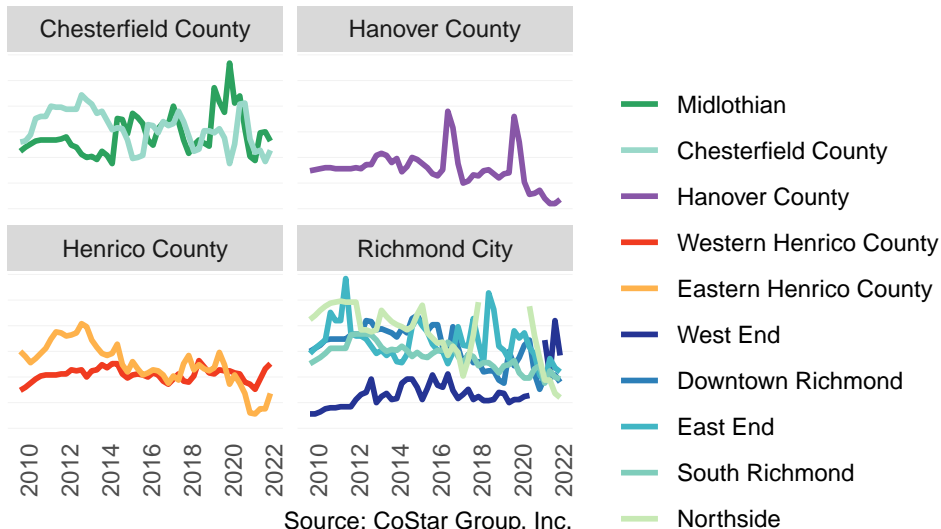 Chesterfield County
Hanover County
Henrico County
Richmond City
2010
2012
2014
2016
2018
2020
2022
2010
2012
2014
2016
2018
2020
2022
Source: CoStar Group, Inc.
Midlothian
Chesterfield County
Hanover County
Western Henrico County
Eastern Henrico County
West End
Downtown Richmond
East End
South Richmond
Northside